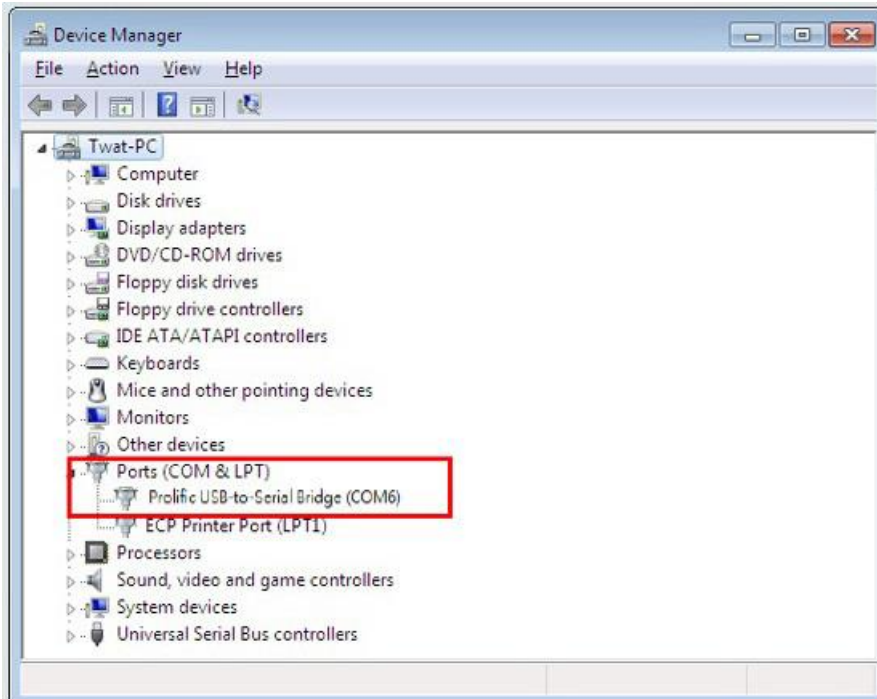 Device Manager
File Action View Help
Twat-PC
Computer
Disk drives
Display adapters
DVD/CD-ROM drives
Floppy disk drives
Floppy drive controllers
IDE ATA/ATAPI controllers
Keyboards
Mice and other pointing devices
Monitors
Other devices
Ports (COM & LPT)
Prolific USB-to-Serial Bridge (COM6)
ECP Printer Port (LPT1)
Processors
Sound, video and game controllers
System devices
Universal Serial Bus controllers